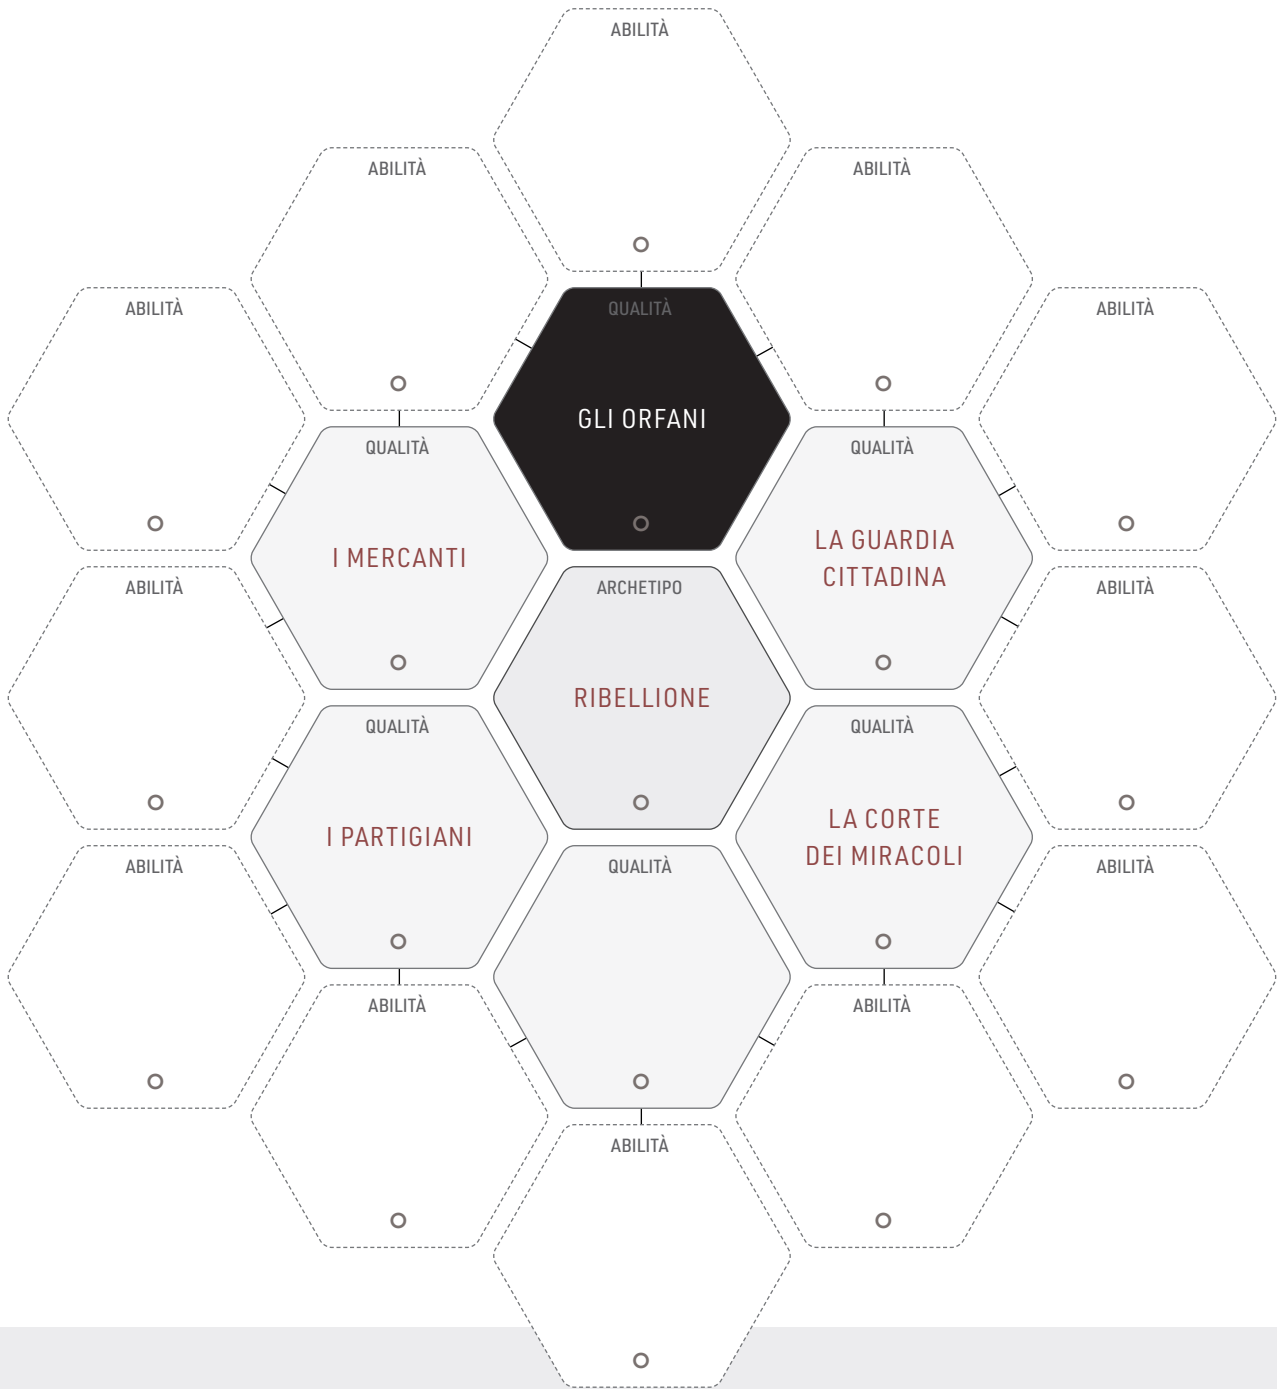 ABILITÀ
ABILITÀ
ABILITÀ
ABILITÀ
QUALITÀ
ABILITÀ
GLI ORFANI
QUALITÀ
QUALITÀ
I MERCANTI
LA GUARDIA
CITTADINA
ABILITÀ
ARCHETIPO
ABILITÀ
RIBELLIONE
QUALITÀ
QUALITÀ
I PARTIGIANI
LA CORTE
DEI MIRACOLI
ABILITÀ
QUALITÀ
ABILITÀ
ABILITÀ
ABILITÀ
ABILITÀ